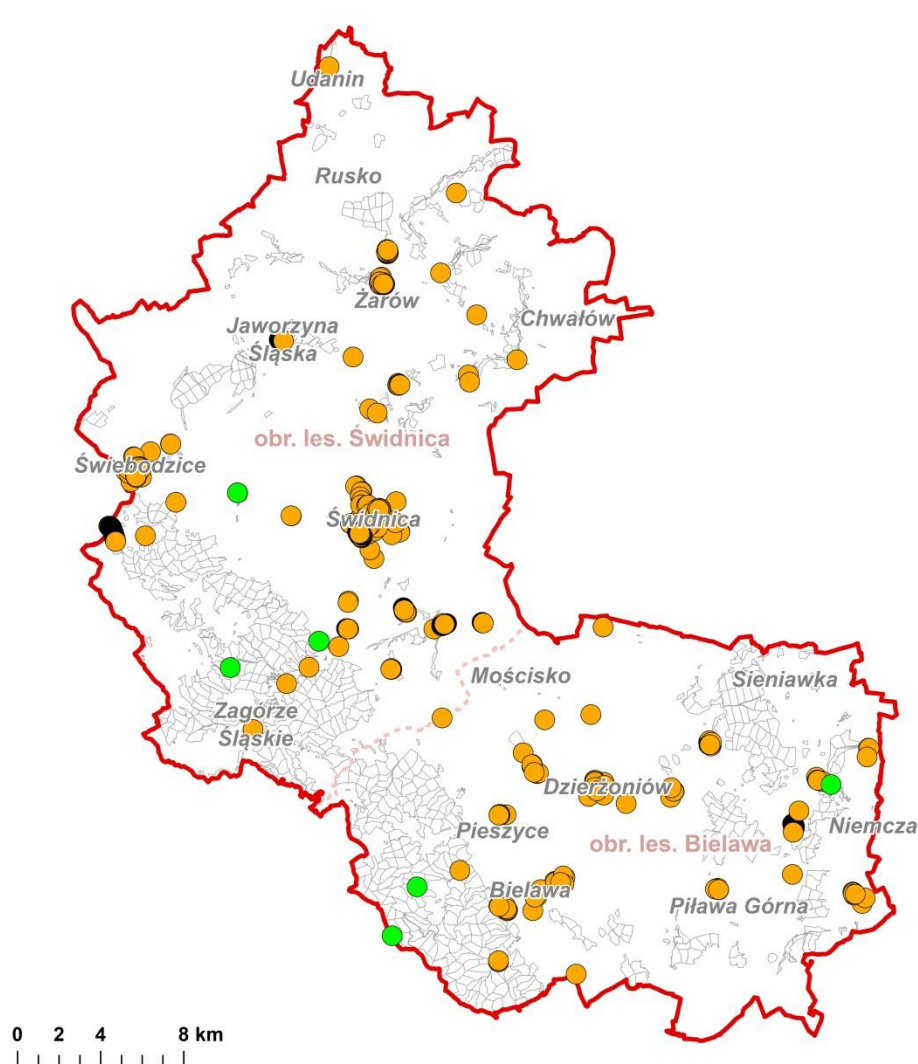 Udanin
Rusko
Żarów
Chwałów
Jaworzyna
Śląska
obr. les. Świdnica
Świebodzice
Świdnica
Mościsko
Sieniawka
Zagórze
Śląskie
Dzierżoniów
Pieszyce
Niemcza
obr. les. Bielawa
Bielawa
Piława Górna
0 2 4 8 km